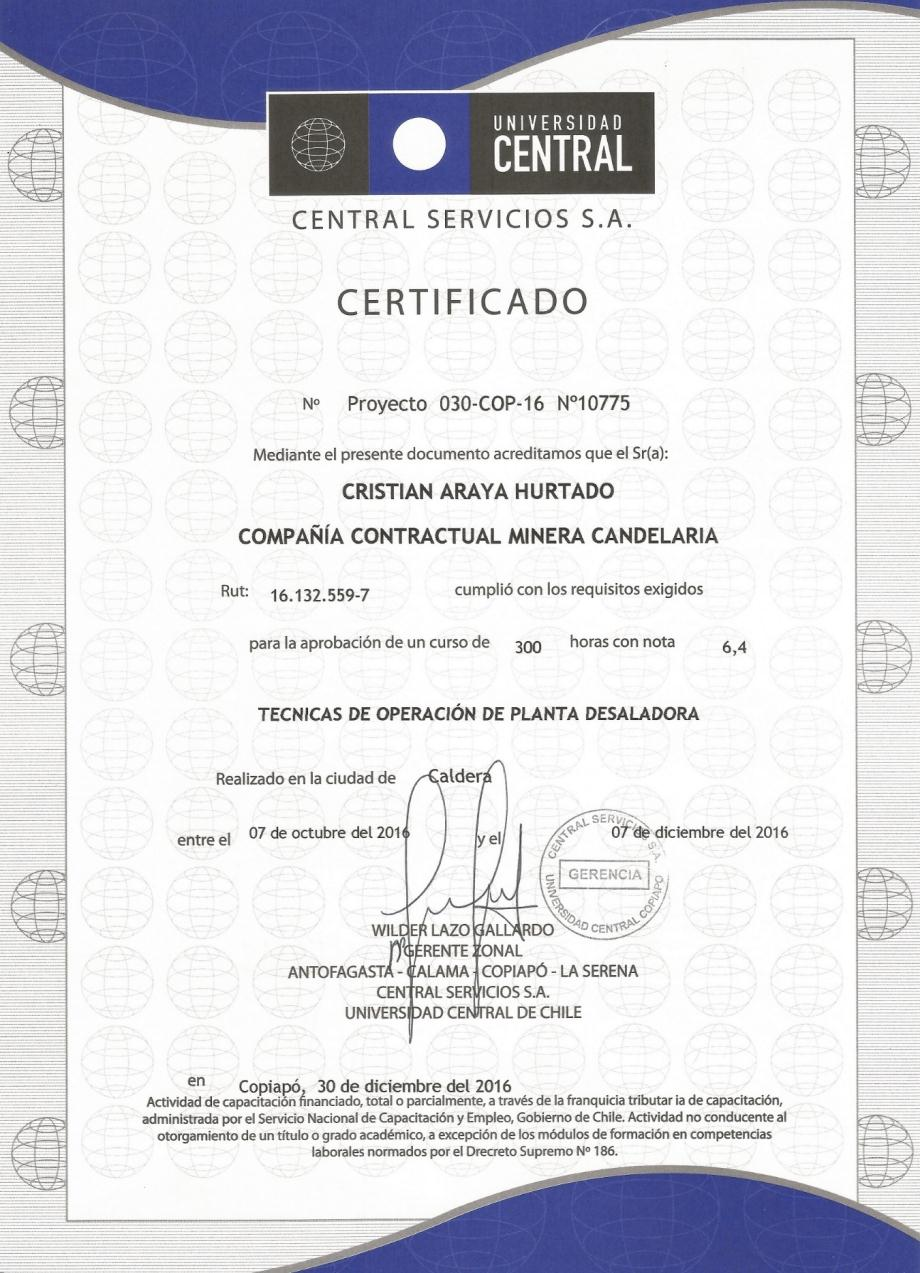 UNIVERSIDAD
CENTRAL
CENTRAL SERVICIOS S.A.
CERTIFICADO
Nº Proyecto 030-COP-16 Nº10775
Mediante el presente documento acreditamos que el Sr(a):
CRISTIAN ARAYA HURTADO
COMPAÑÍA CONTRACTUAL MINERA CANDELARIA
Rut: 16.132.559-7 cumplió con los requisitos exigidos
para la aprobación de un curso de 300 horas con nota 6,4
TECNICAS DE OPERACIÓN DE PLANTA DESALADORA
Realizado en la ciudad de Caldera
entre el 07 de octubre del 2016 y el 07 de diciembre del 2016
CENTRAL SERVICIOS S.A.
GERENCIA
UNIVERSIDAD CENTRAL COPIAPO
WILDER LAZO GALLARDO
GERENTE ZONAL
ANTOFAGASTA - CALAMA - COPIAPÓ - LA SERENA
CENTRAL SERVICIOS S.A.
UNIVERSIDAD CENTRAL DE CHILE
en Copiapó, 30 de diciembre del 2016
Actividad de capacitación financiado, total o parcialmente, a través de la franquicia tributar ia de capacitación,
administrada por el Servicio Nacional de Capacitación y Empleo, Gobierno de Chile. Actividad no conducente al
otorgamiento de un título o grado académico, a excepción de los módulos de formación en competencias
laborales normados por el Drecreto Supremo Nº 186.